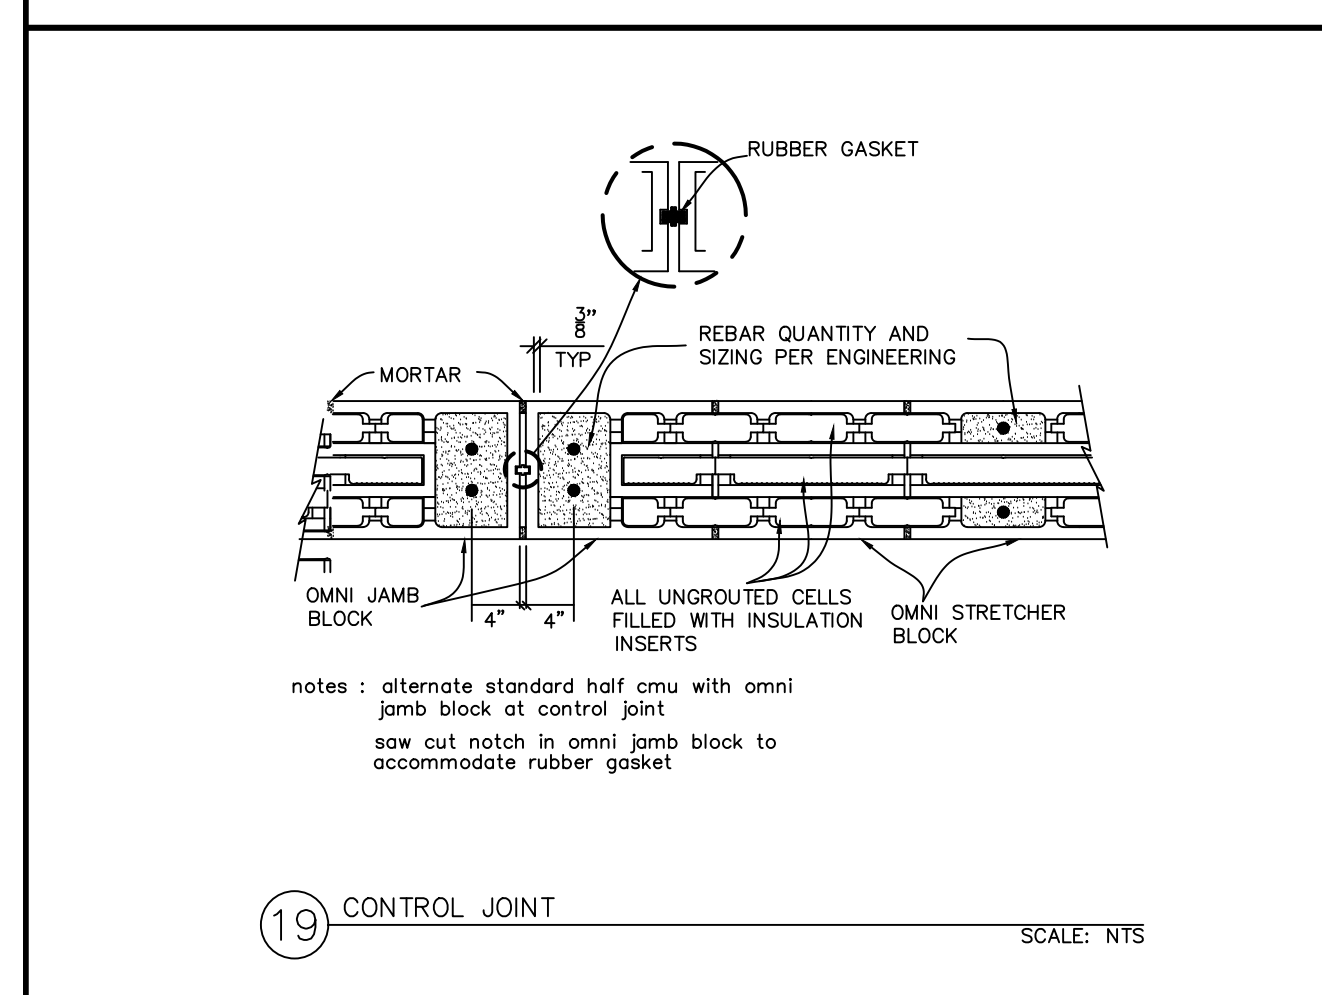 RUBBER GASKET
3/8"
TYP
REBAR QUANTITY AND
SIZING PER ENGINEERING
MORTAR
OMNI JAMB
BLOCK
4" 4"
ALL UNGROUTED CELLS
FILLED WITH INSULATION
INSERTS
OMNI STRETCHER
BLOCK
notes : alternate standard half cmu with omni
jamb block at control joint
saw cut notch in omni jamb block to
accommodate rubber gasket
19 CONTROL JOINT
SCALE: NTS